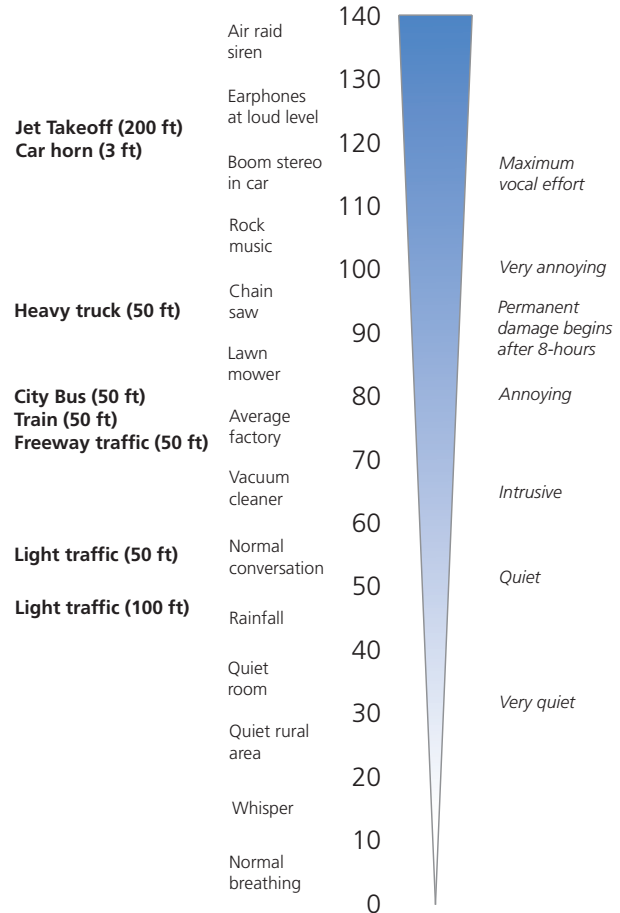 140
Air raid
siren
130
Earphones
at loud level
Jet Takeoff (200 ft)
Car horn (3 ft)
120
Boom stereo
in car
Maximum
vocal effort
110
Rock
music
100
Very annoying
Chain
saw
Heavy truck (50 ft)
Permanent
damage begins
after 8-hours
90
Lawn
mower
80
Annoying
City Bus (50 ft)
Train (50 ft)
Freeway traffic (50 ft)
Average
factory
70
Vacuum
cleaner
Intrusive
60
Light traffic (50 ft)
Normal
conversation
50
Quiet
Light traffic (100 ft)
Rainfall
40
Quiet
room
30
Very quiet
Quiet rural
area
20
Whisper
10
Normal
breathing
0